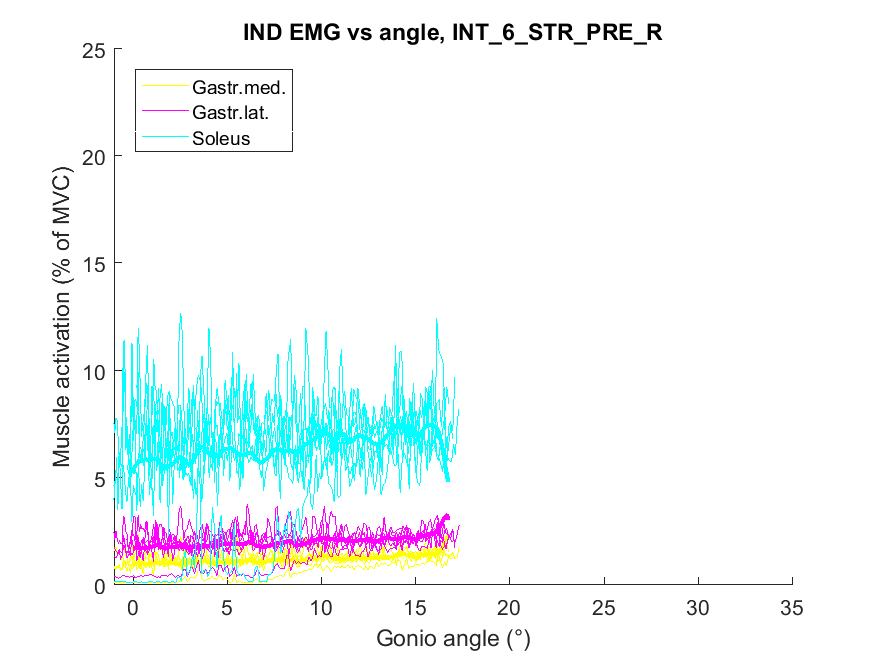 IND EMG vs angle, INT_6_STR_PRE_R
25
20
15
10
5
0
Muscle activation (% of MVC)
Gastr.med.
Gastr.lat.
Soleus
0 5 10 15 20 25 30 35
Gonio angle (°)